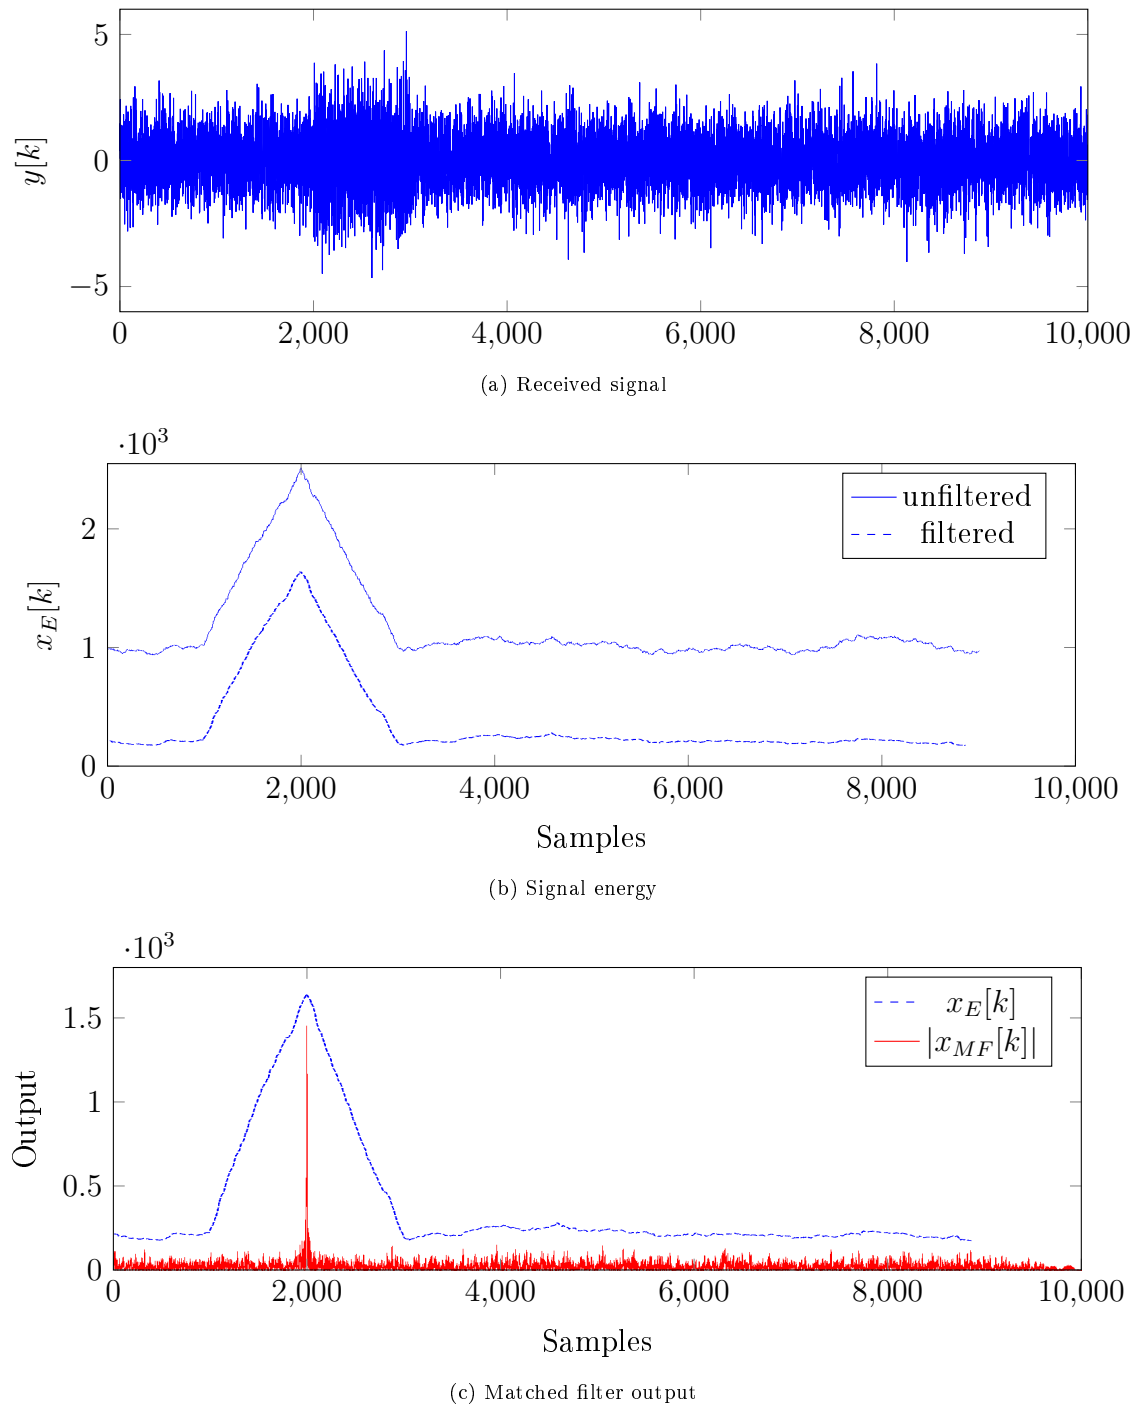 5
0
−5
y[k]
0 2,000 4,000 6,000 8,000 10,000
(a) Received signal
·10³
2
1
0
x_E[k]
unfiltered
filtered
0 2,000 4,000 6,000 8,000 10,000
Samples
(b) Signal energy
·10³
1.5
1
0.5
0
Output
x_E[k]
|x_{MF}[k]|
0 2,000 4,000 6,000 8,000 10,000
Samples
(c) Matched filter output